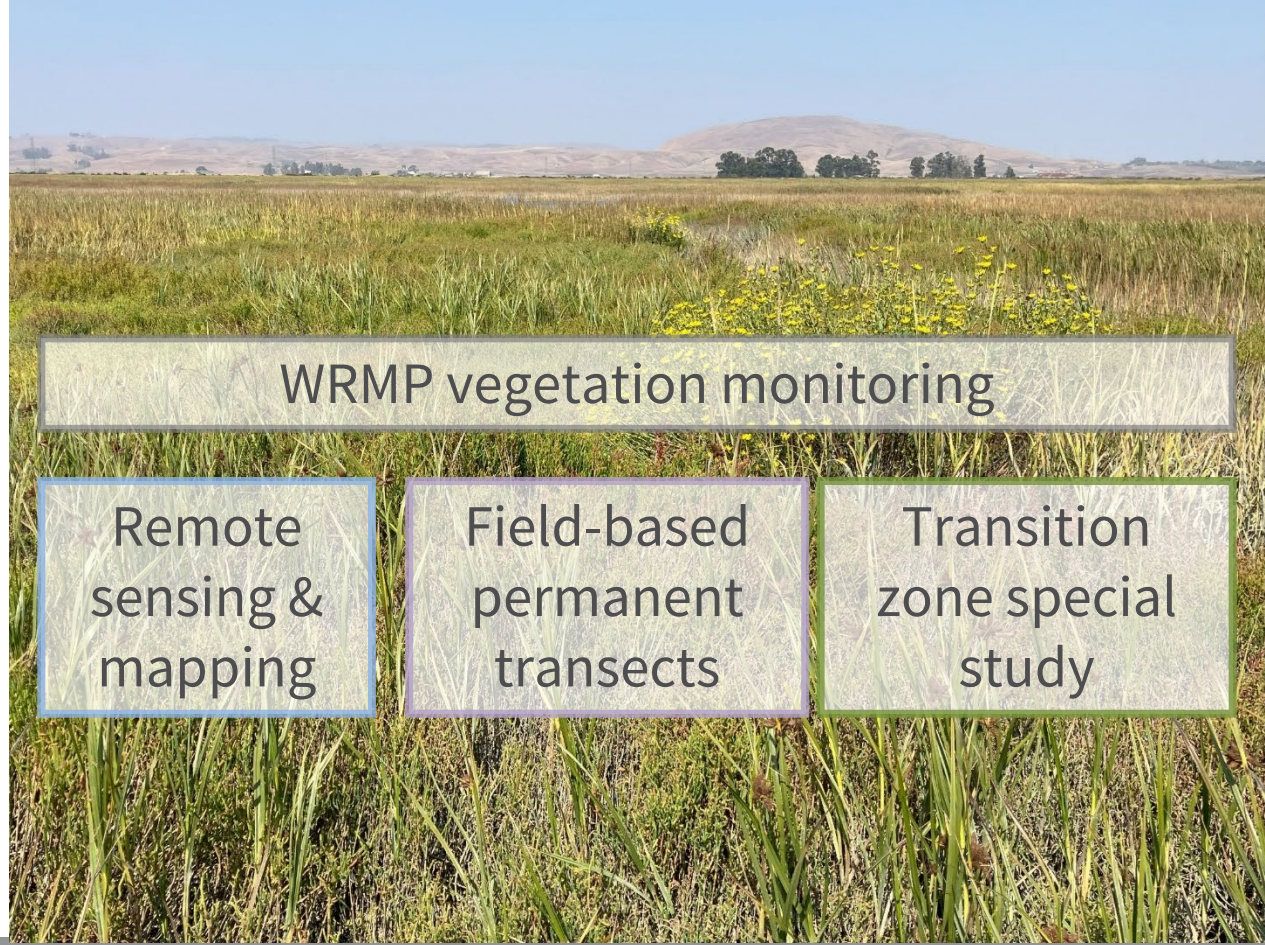 WRMP vegetation monitoring
Remote
sensing &
mapping
Field-based
permanent
transects
Transition
zone special
study